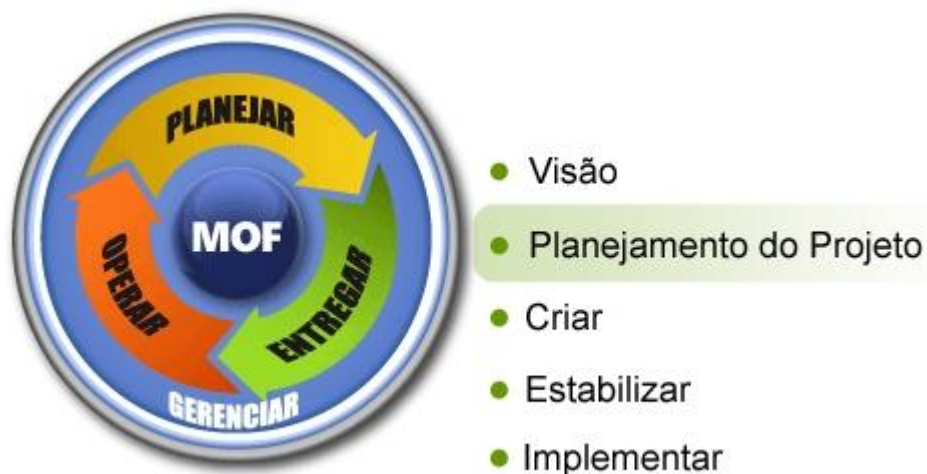 PLANEJAR
MOF
OPERAR
ENTREGAR
GERENCIAR
Visão
Planejamento do Projeto
Criar
Estabilizar
Implementar